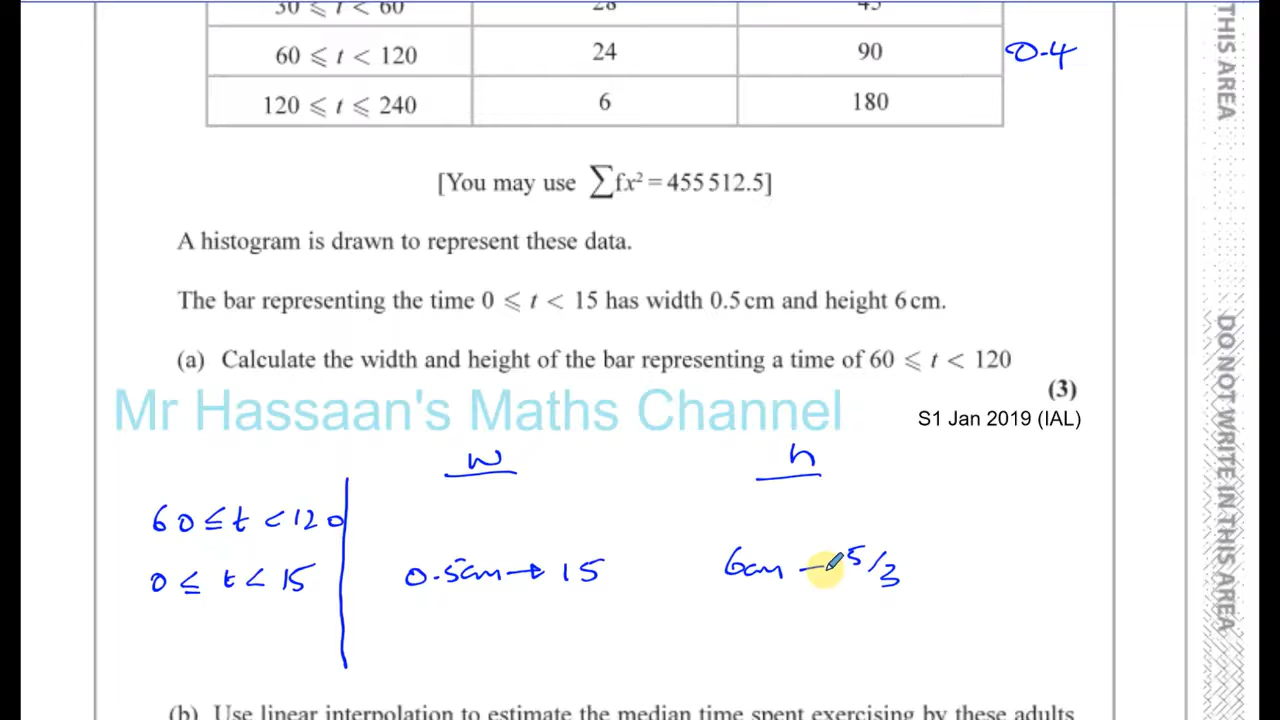 30 ⩽ t < 60 28 45
60 ⩽ t < 120 24 90 0.4
120 ⩽ t ⩽ 240 6 180
[You may use ∑fx² = 455 512.5]
A histogram is drawn to represent these data.
The bar representing the time 0 ⩽ t < 15 has width 0.5 cm and height 6 cm.
(a) Calculate the width and height of the bar representing a time of 60 ⩽ t < 120
(3)
Mr Hassaan's Maths Channel
S1 Jan 2019 (IAL)
w h
60 ≤ t < 120
0 ≤ t < 15 0.5cm → 15 6cm → 5/3
(b) Use linear interpolation to estimate the median time spent exercising by these adults
THIS AREA
DO NOT WRITE IN THIS AREA